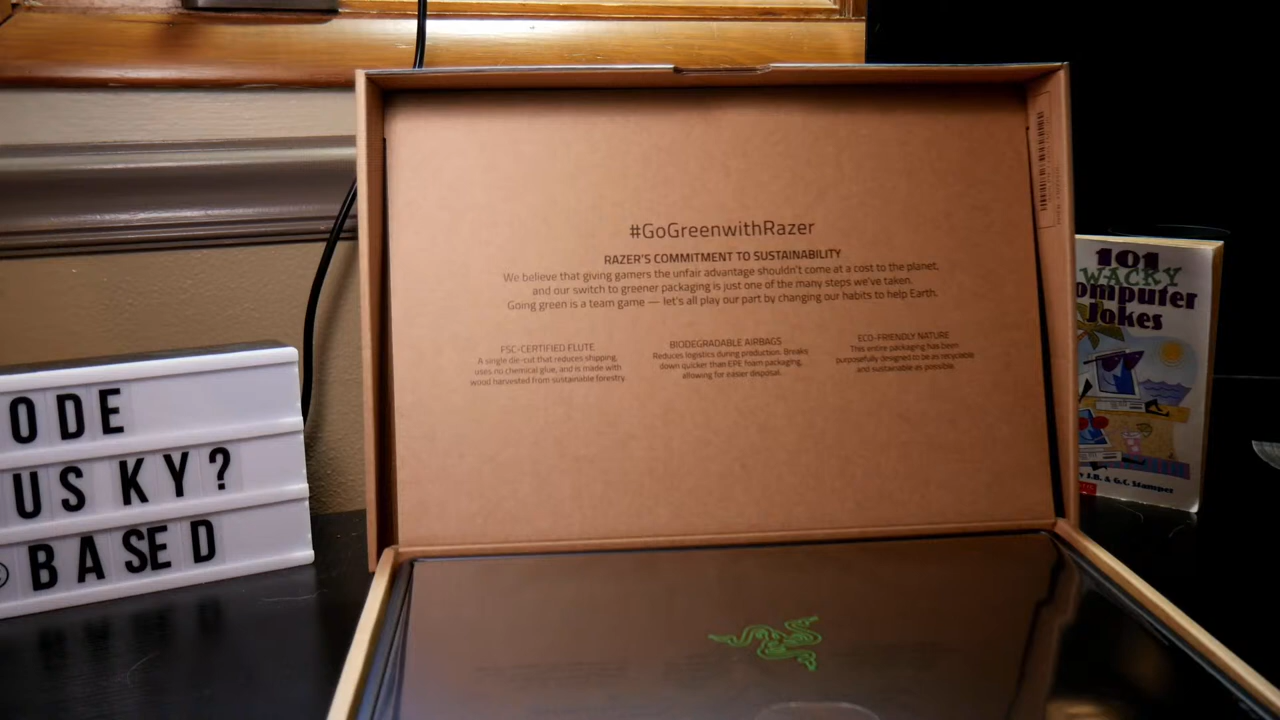 #GoGreenwithRazer
RAZER'S COMMITMENT TO SUSTAINABILITY
We believe that giving gamers the unfair advantage shouldn't come at a cost to the planet,
and our switch to greener packaging is just one of the many steps we've taken.
Going green is a team game — let's all play our part by changing our habits to help Earth.
FSC-CERTIFIED FLUTE
A single die-cut that reduces shipping,
uses no chemical glue, and is made with
wood harvested from sustainable forestry.
BIODEGRADABLE AIRBAGS
Reduces logistics during production. Breaks
down quicker than EPE foam packaging,
allowing for easier disposal.
ECO-FRIENDLY NATURE
This entire packaging has been
purposefully designed to be as recyclable
and sustainable as possible.
ODE
US KY?
BASED
101
WACKY
omputer
Jokes
y J.B. & G.C. Stamper